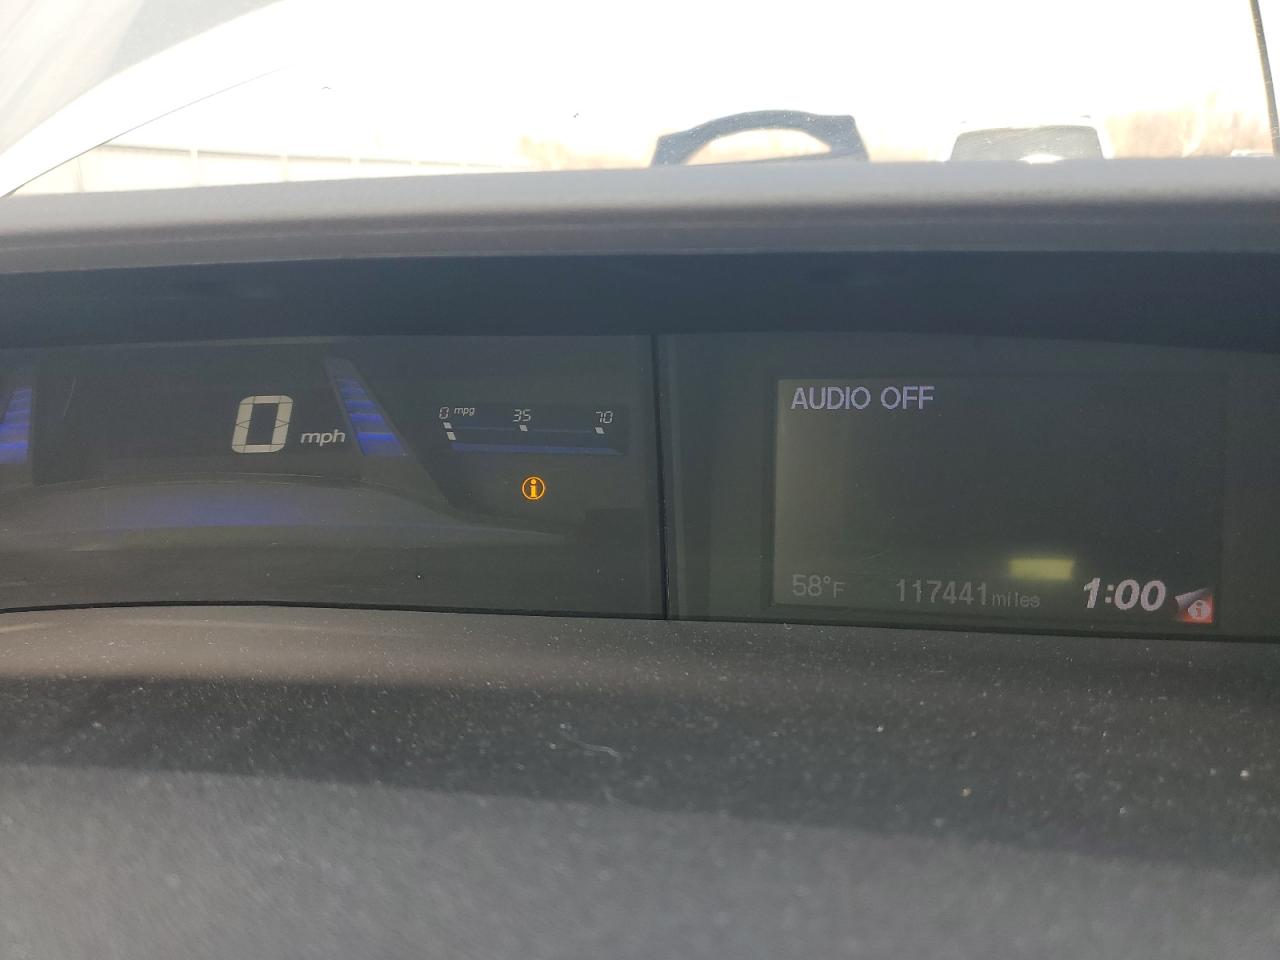 0 mph
0 mpg 35 70
AUDIO OFF
58°F 117441 miles 1:00